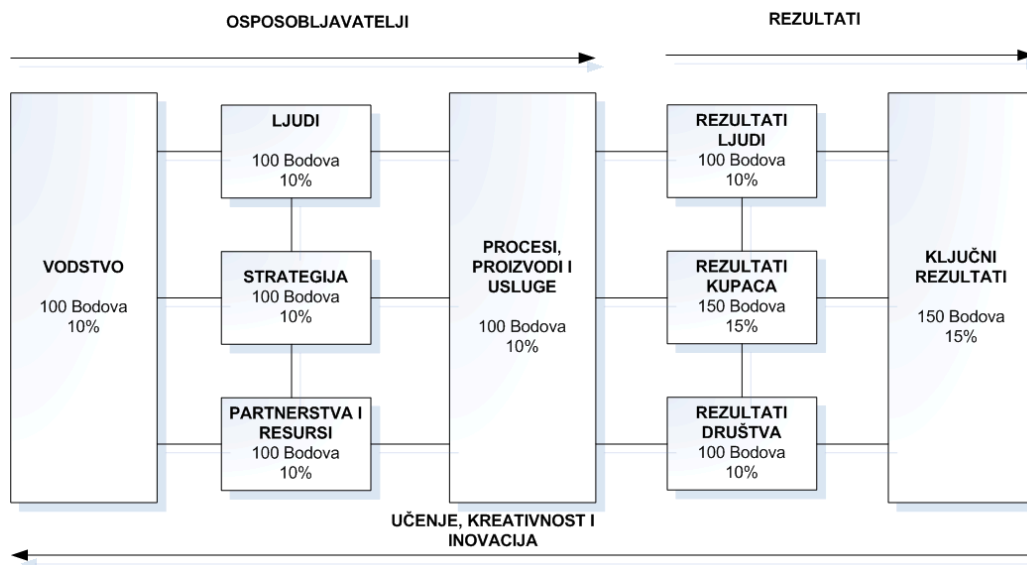 OSPOSOBLJAVATELJI
REZULTATI
VODSTVO
100 Bodova
10%
LJUDI
100 Bodova
10%
STRATEGIJA
100 Bodova
10%
PARTNERSTVA I
RESURSI
100 Bodova
10%
PROCESI,
PROIZVODI I
USLUGE
100 Bodova
10%
REZULTATI
LJUDI
100 Bodova
10%
REZULTATI
KUPACA
150 Bodova
15%
REZULTATI
DRUŠTVA
100 Bodova
10%
KLJUČNI
REZULTATI
150 Bodova
15%
UČENJE, KREATIVNOST I
INOVACIJA